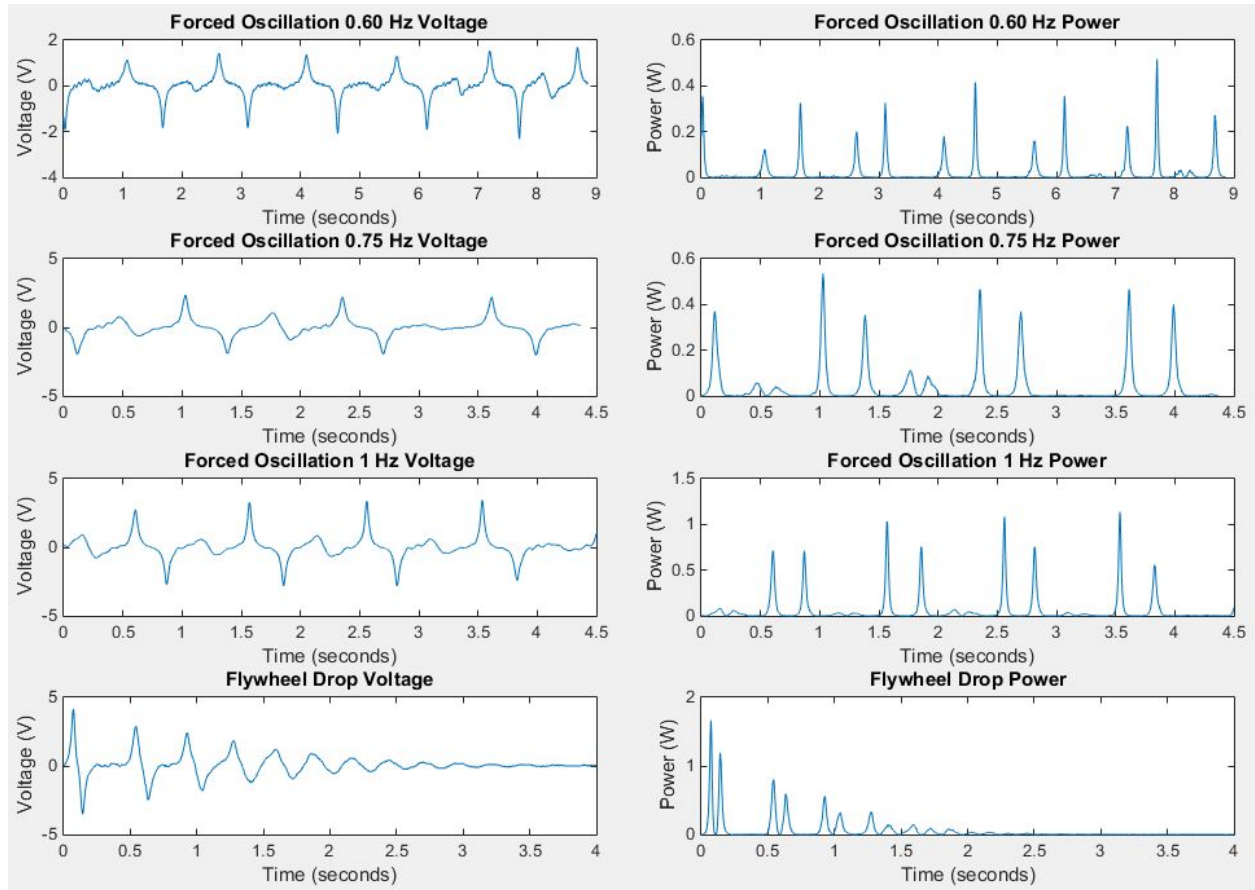 Forced Oscillation 0.60 Hz Voltage
2
0
-2
-4
Voltage (V)
0 1 2 3 4 5 6 7 8 9
Time (seconds)
Forced Oscillation 0.60 Hz Power
0.6
0.4
0.2
0
Power (W)
0 1 2 3 4 5 6 7 8 9
Time (seconds)
Forced Oscillation 0.75 Hz Voltage
5
0
-5
Voltage (V)
0 0.5 1 1.5 2 2.5 3 3.5 4 4.5
Time (seconds)
Forced Oscillation 0.75 Hz Power
0.6
0.4
0.2
0
Power (W)
0 0.5 1 1.5 2 2.5 3 3.5 4 4.5
Time (seconds)
Forced Oscillation 1 Hz Voltage
5
0
-5
Voltage (V)
0 0.5 1 1.5 2 2.5 3 3.5 4 4.5
Time (seconds)
Forced Oscillation 1 Hz Power
1.5
1
0.5
0
Power (W)
0 0.5 1 1.5 2 2.5 3 3.5 4 4.5
Time (seconds)
Flywheel Drop Voltage
5
0
-5
Voltage (V)
0 0.5 1 1.5 2 2.5 3 3.5 4
Time (seconds)
Flywheel Drop Power
2
1
0
Power (W)
0 0.5 1 1.5 2 2.5 3 3.5 4
Time (seconds)